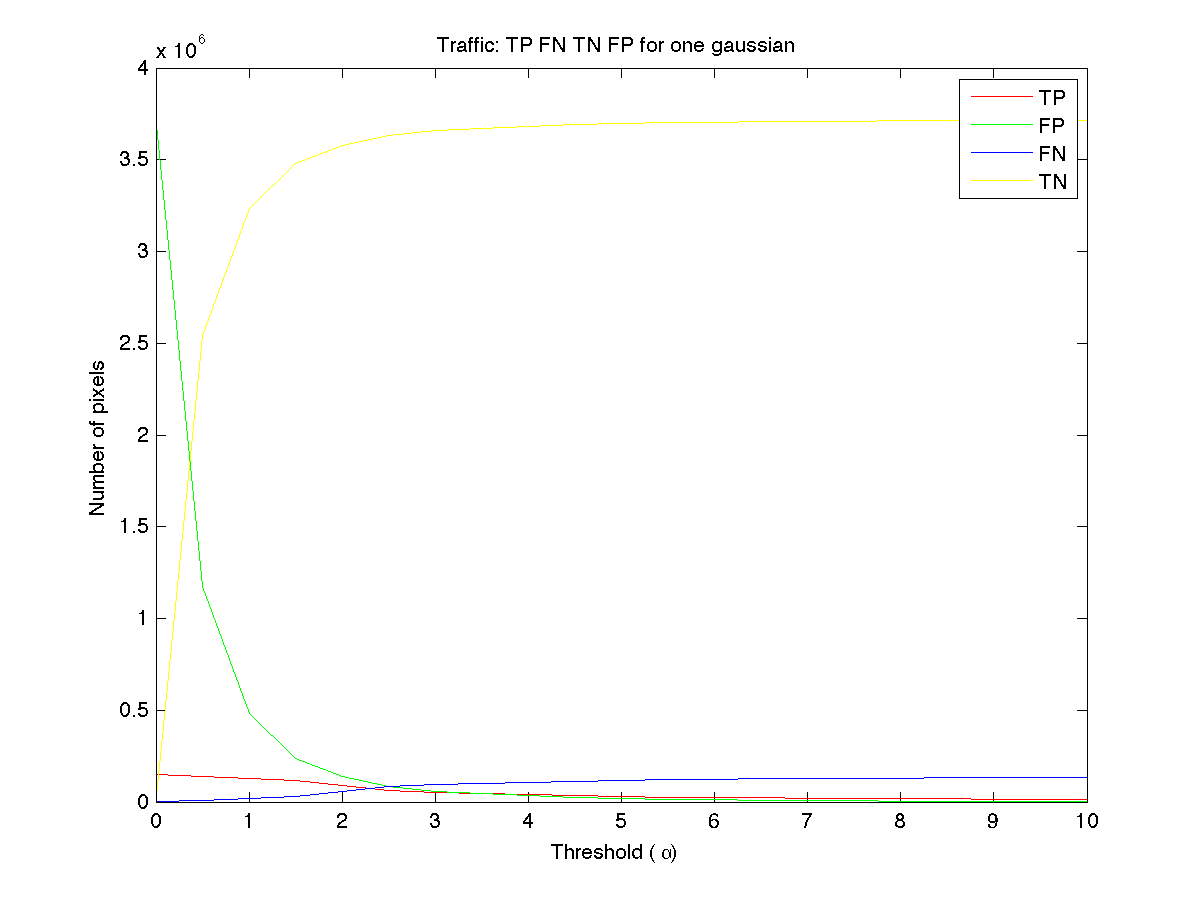 Traffic: TP FN TN FP for one gaussian
x 10^6
4
3.5
3
2.5
2
1.5
1
0.5
0
Number of pixels
TP
FP
FN
TN
0 1 2 3 4 5 6 7 8 9 10
Threshold ( α)